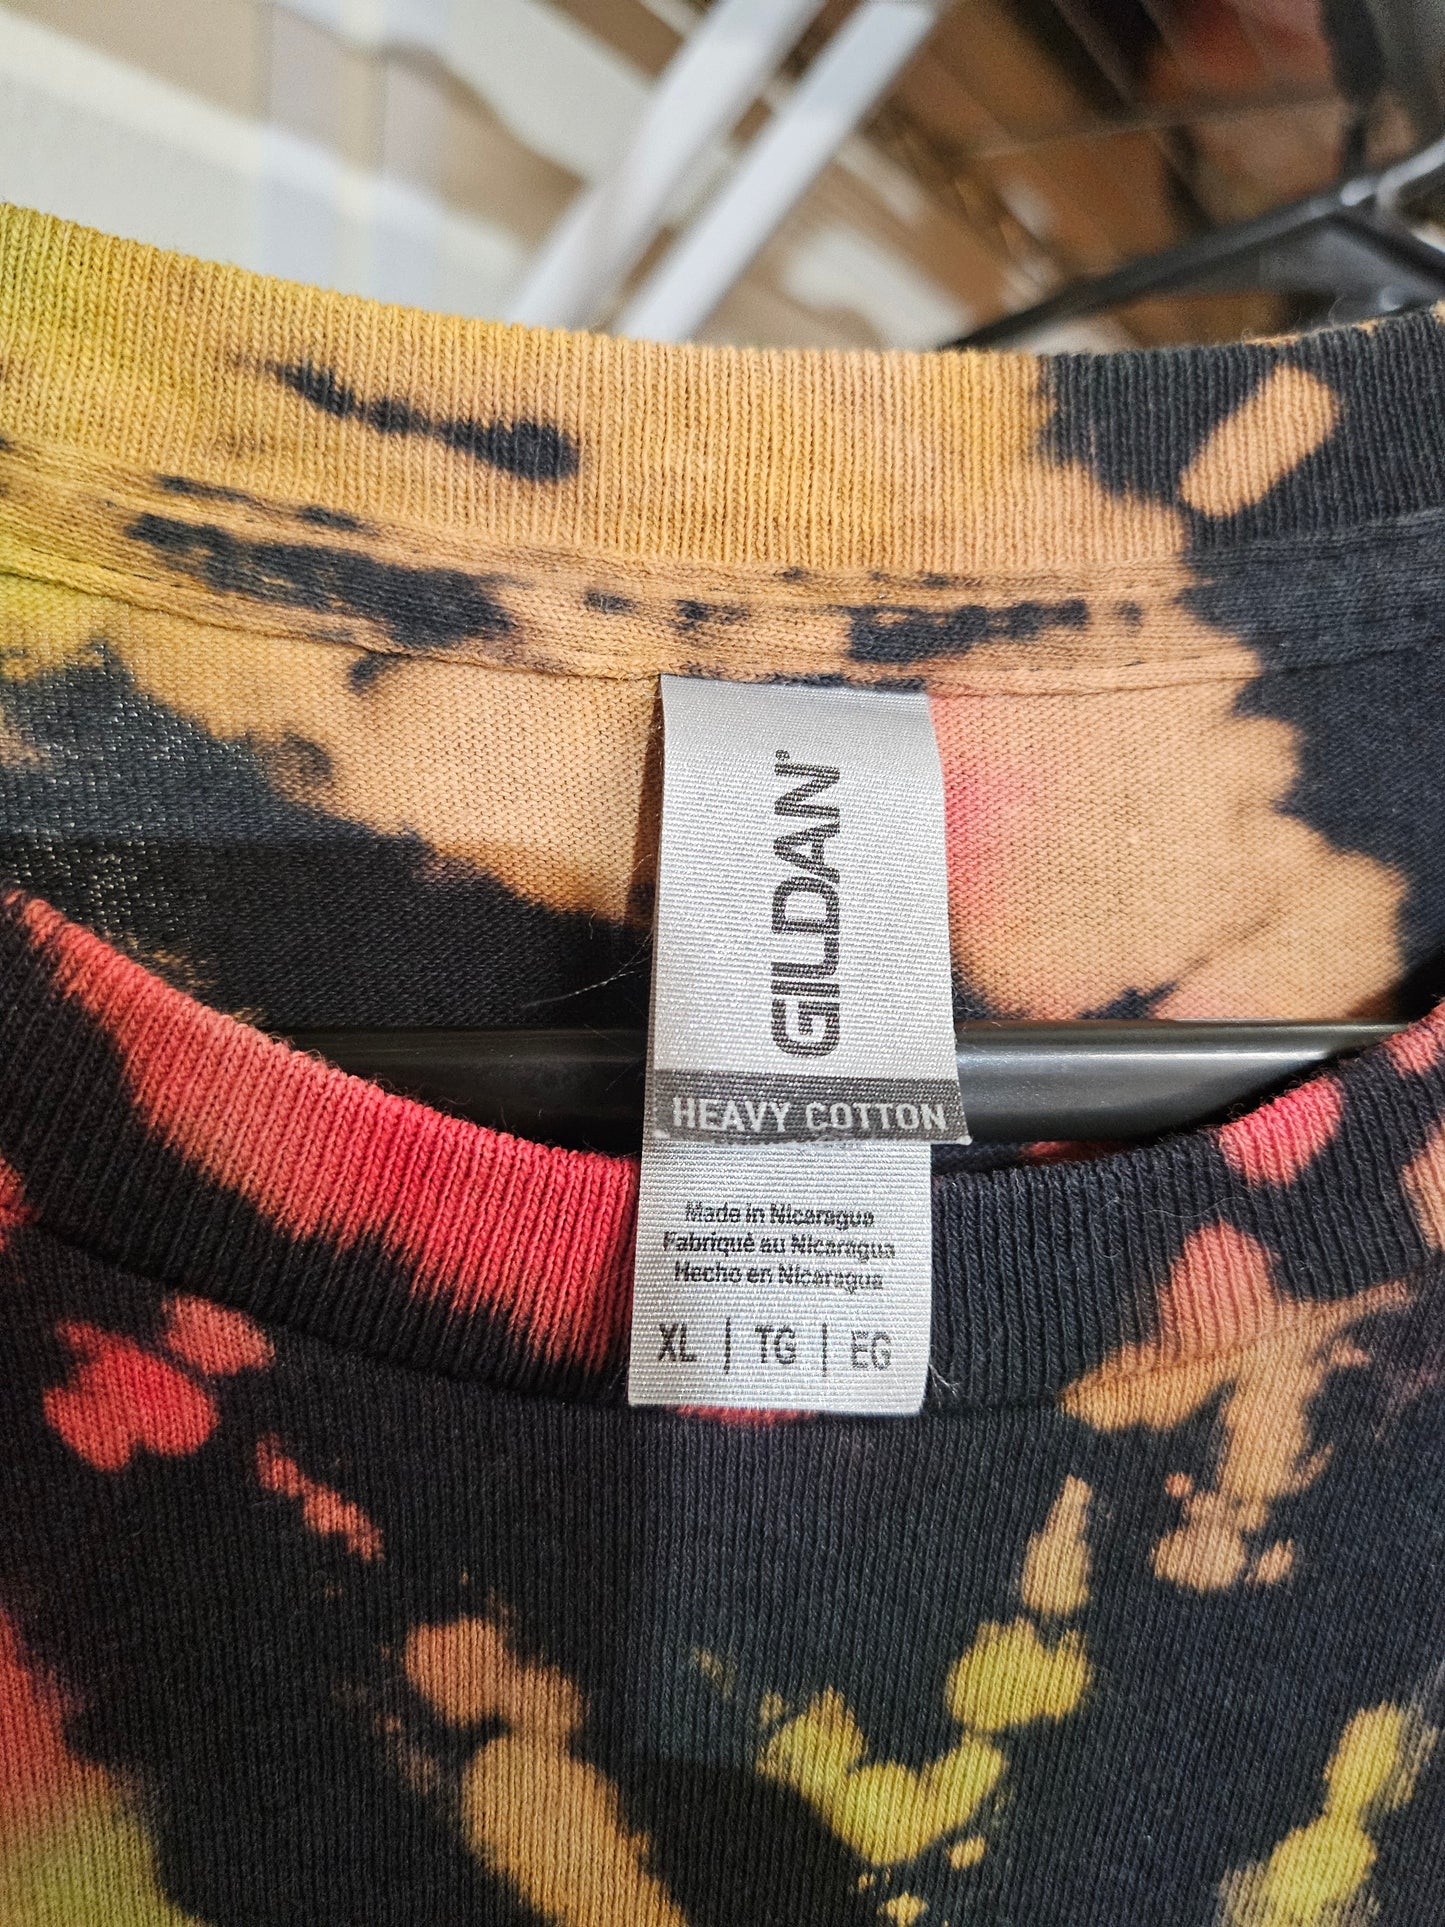 GILDAN®
HEAVY COTTON
Made in Nicaragua
Fabriqué au Nicaragua
Hecho en Nicaragua
XL | TG | EG